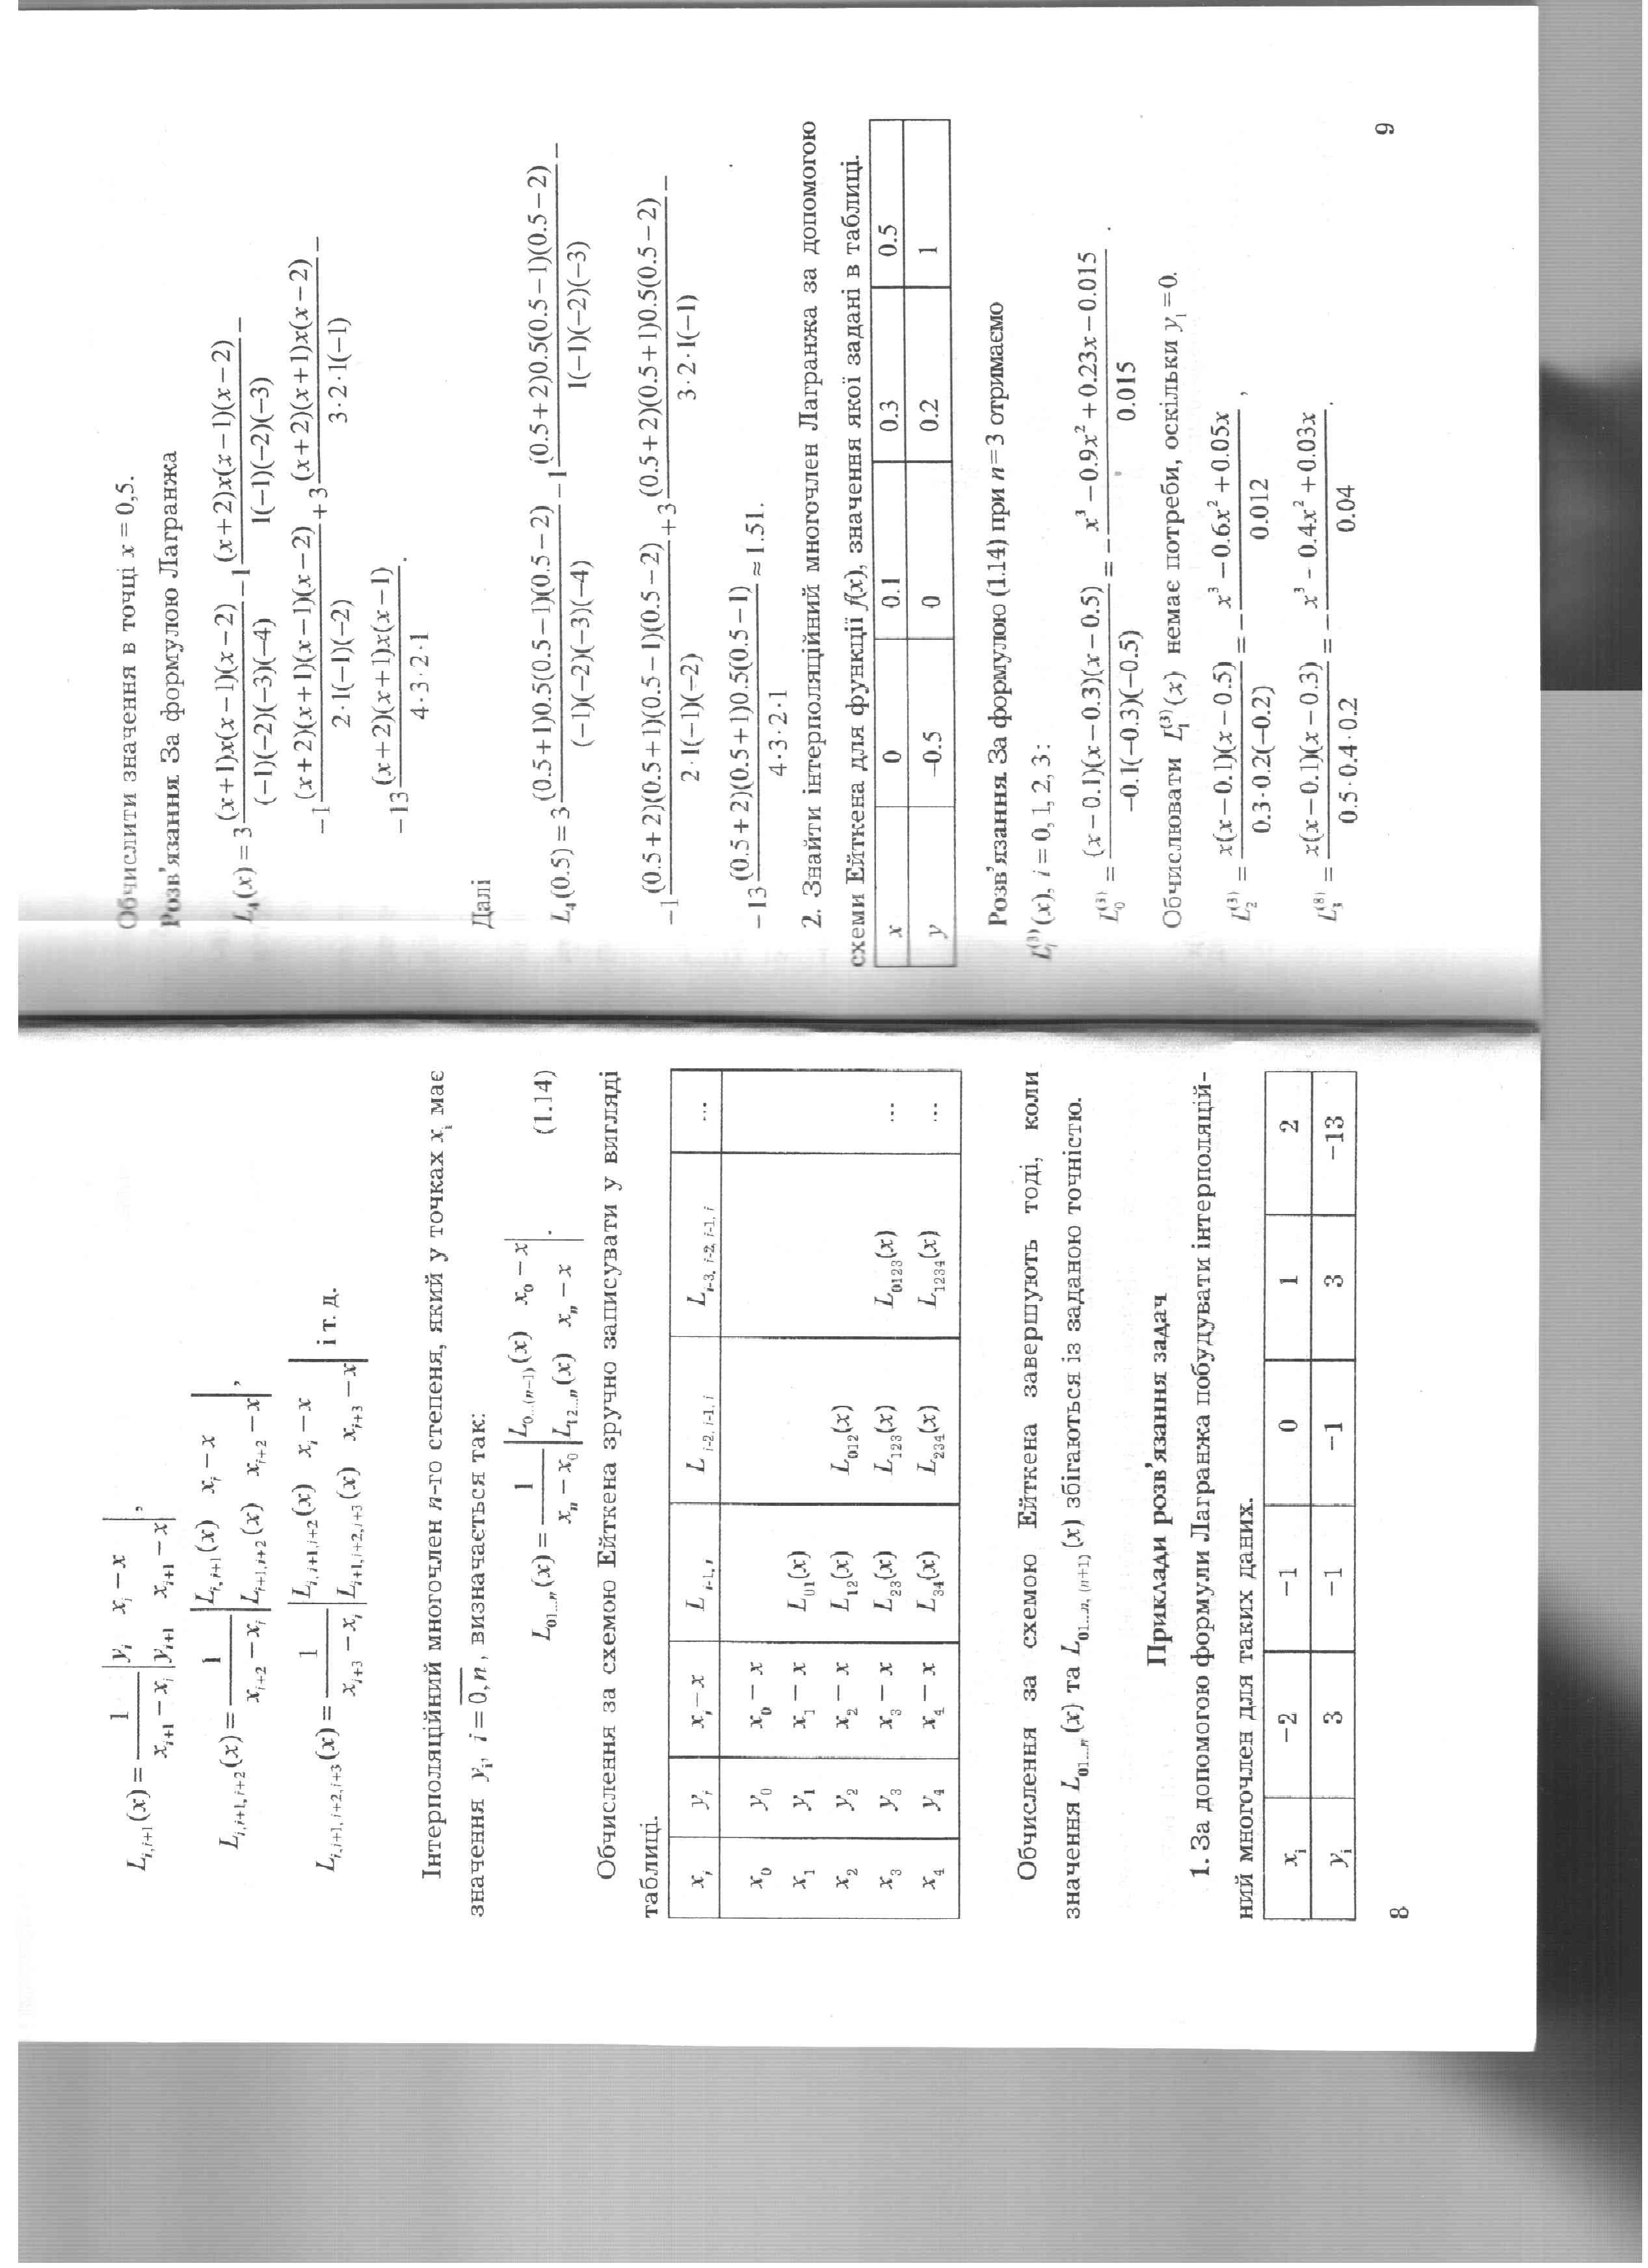 L_{i,i+1}(x) = \frac{1}{x_{i+1} - x_i} \begin{vmatrix} y_i & x_i - x \\ y_{i+1} & x_{i+1} - x \end{vmatrix},
L_{i,i+1,i+2}(x) = \frac{1}{x_{i+2} - x_i} \begin{vmatrix} L_{i,i+1}(x) & x_i - x \\ L_{i+1,i+2}(x) & x_{i+2} - x \end{vmatrix},
L_{i,i+1,i+2,i+3}(x) = \frac{1}{x_{i+3} - x_i} \begin{vmatrix} L_{i,i+1,i+2}(x) & x_i - x \\ L_{i+1,i+2,i+3}(x) & x_{i+3} - x \end{vmatrix} і т. д.
Інтерполяційний многочлен n-го степеня, який у точках x_i має
значення y_i, i = \overline{0, n}, визначається так:
L_{01...n}(x) = \frac{1}{x_n - x_0} \begin{vmatrix} L_{0...(n-1)}(x) & x_0 - x \\ L_{12...n}(x) & x_n - x \end{vmatrix}. (1.14)
Обчислення за схемою Ейткена зручно записувати у вигляді
таблиці.
x_i y_i x_i - x L_{i-1,i} L_{i-2,i-1,i} L_{i-3,i-2,i-1,i} ...
x_0 y_0 x_0 - x
x_1 y_1 x_1 - x L_{01}(x)
x_2 y_2 x_2 - x L_{12}(x) L_{012}(x)
x_3 y_3 x_3 - x L_{23}(x) L_{123}(x) L_{0123}(x) ...
x_4 y_4 x_4 - x L_{34}(x) L_{234}(x) L_{1234}(x) ...
Обчислення за схемою Ейткена завершують тоді, коли
значення L_{01...n}(x) та L_{01...n,(n+1)}(x) збігаються із заданою точністю.
Приклади розв'язання задач
1. За допомогою формули Лагранжа побудувати інтерполяцій-
ний многочлен для таких даних.
x_i −2 −1 0 1 2
y_i 3 −1 −1 3 −13
8
Обчислити значення в точці x = 0,5.
Розв'язання. За формулою Лагранжа
L_4(x) = 3\frac{(x+1)x(x-1)(x-2)}{(-1)(-2)(-3)(-4)} - 1\frac{(x+2)x(x-1)(x-2)}{1(-1)(-2)(-3)} -
-1\frac{(x+2)(x+1)(x-1)(x-2)}{2·1(-1)(-2)} + 3\frac{(x+2)(x+1)x(x-2)}{3·2·1(-1)} -
-13\frac{(x+2)(x+1)x(x-1)}{4·3·2·1}.
Далі
L_4(0.5) = 3\frac{(0.5+1)0.5(0.5-1)(0.5-2)}{(-1)(-2)(-3)(-4)} - 1\frac{(0.5+2)0.5(0.5-1)(0.5-2)}{1(-1)(-2)(-3)} -
-1\frac{(0.5+2)(0.5+1)(0.5-1)(0.5-2)}{2·1(-1)(-2)} + 3\frac{(0.5+2)(0.5+1)0.5(0.5-2)}{3·2·1(-1)} -
-13\frac{(0.5+2)(0.5+1)0.5(0.5-1)}{4·3·2·1} ≈ 1.51.
2. Знайти інтерполяційний многочлен Лагранжа за допомогою
схеми Ейткена для функції f(x), значення якої задані в таблиці.
x 0 0.1 0.3 0.5
y −0.5 0 0.2 1
Розв'язання. За формулою (1.14) при n = 3 отримаємо
L_i^{(3)}(x), i = 0, 1, 2, 3:
L_0^{(3)} = \frac{(x-0.1)(x-0.3)(x-0.5)}{-0.1(-0.3)(-0.5)} = -\frac{x^3 - 0.9x^2 + 0.23x - 0.015}{0.015}.
Обчислювати L_1^{(3)}(x) немає потреби, оскільки y_1 = 0.
L_2^{(3)} = \frac{x(x-0.1)(x-0.5)}{0.3·0.2(-0.2)} = -\frac{x^3 - 0.6x^2 + 0.05x}{0.012},
L_3^{(3)} = \frac{x(x-0.1)(x-0.3)}{0.5·0.4·0.2} = -\frac{x^3 - 0.4x^2 + 0.03x}{0.04}.
9